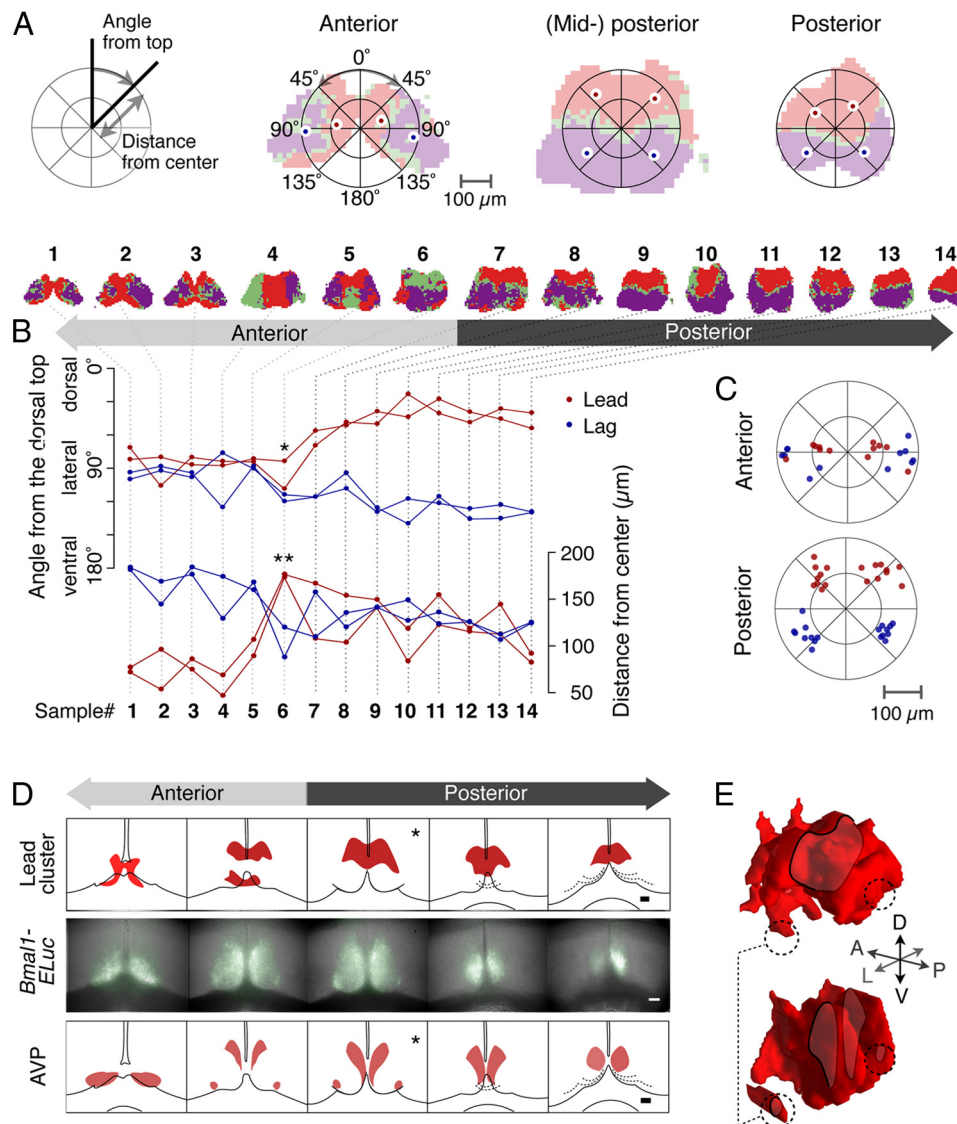 A
Angle
from top
Distance
from center
Anterior
0°
45°
45°
90°
90°
135°
135°
180°
100 µm
(Mid-) posterior
Posterior
1 2 3 4 5 6 7 8 9 10 11 12 13 14
Anterior
Posterior
B
Angle from the dorsal top
dorsal
lateral
ventral
0°
90°
180°
*
**
Lead
Lag
Distance from center (µm)
200
150
100
50
Sample# 1 2 3 4 5 6 7 8 9 10 11 12 13 14
C
Anterior
Posterior
100 µm
D
Anterior
Posterior
Lead
cluster
*
Bmal1-
ELuc
AVP
*
E
D
A
P
L
V